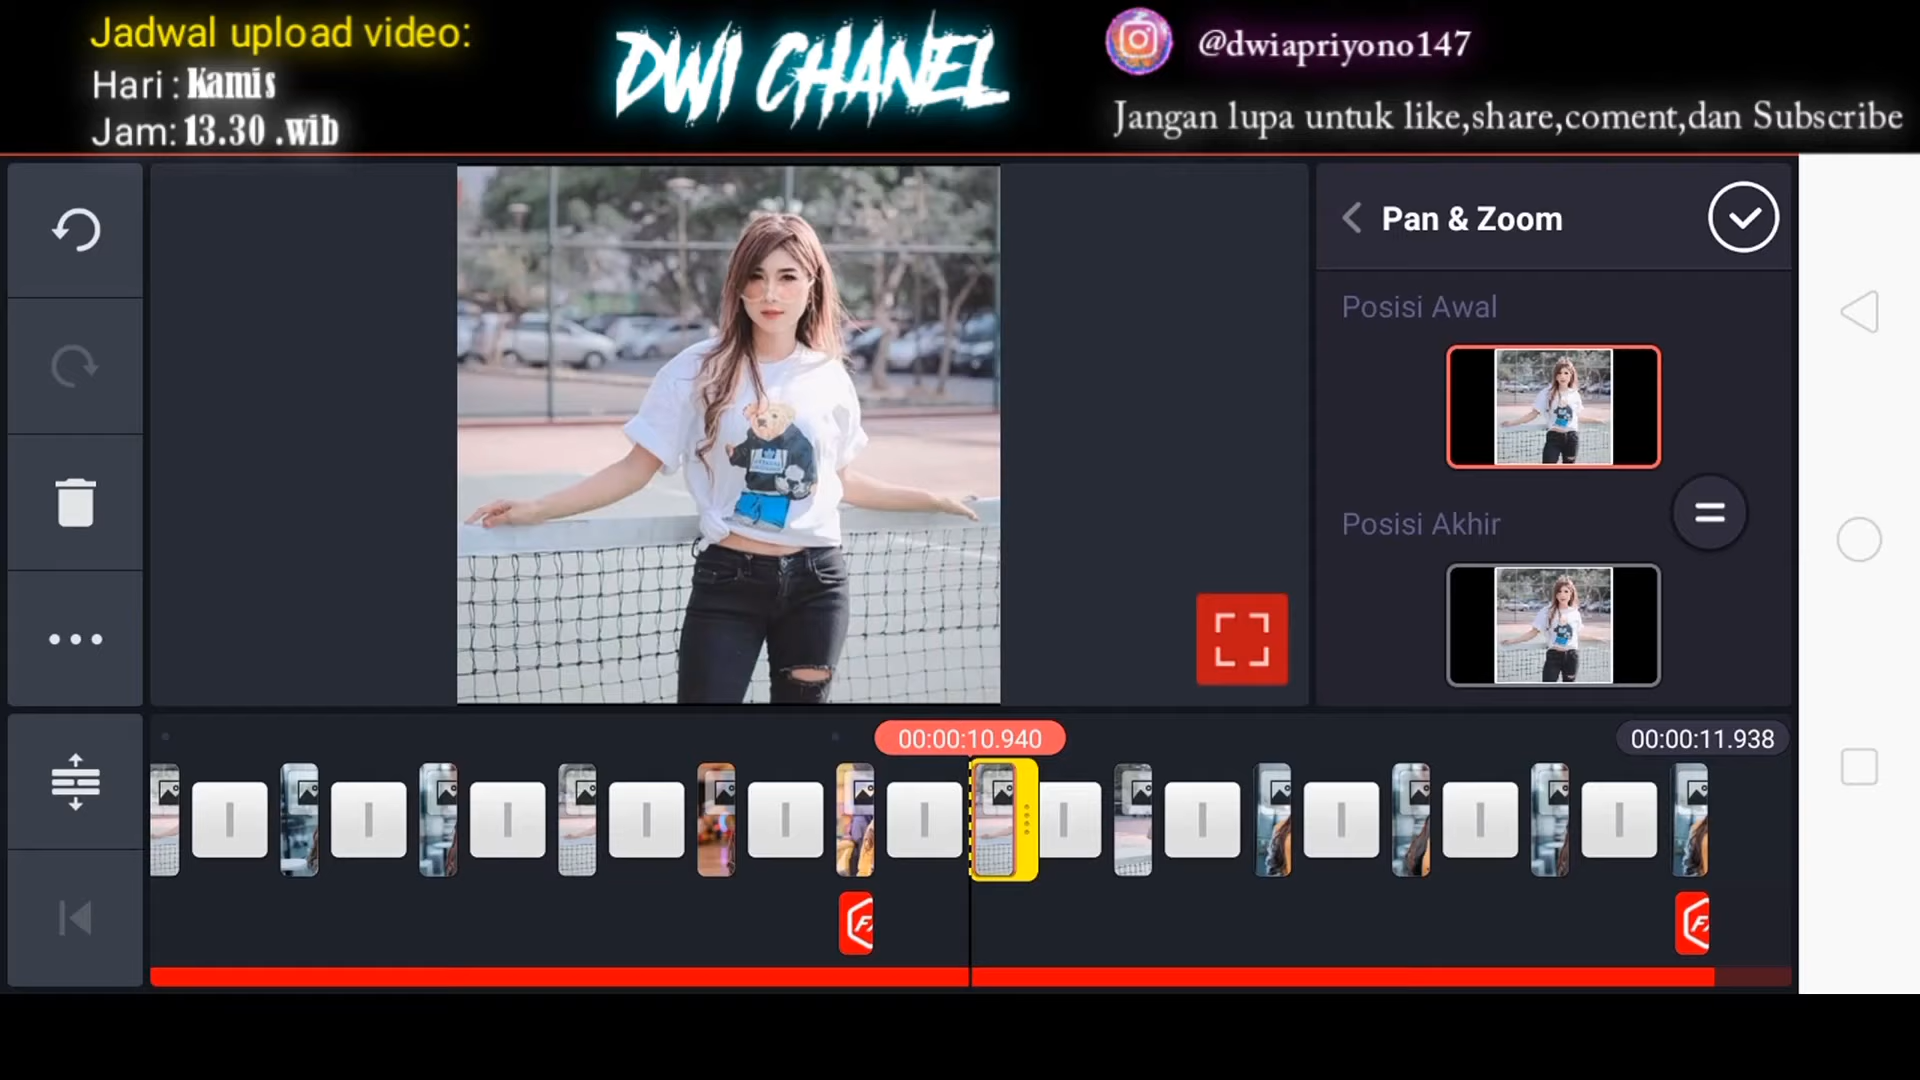 Jadwal upload video:
Hari : Kamis
Jam: 13.30 .wib
DWI CHANEL
@dwiapriyono147
Jangan lupa untuk like,share,coment,dan Subscribe
Pan & Zoom
Posisi Awal
Posisi Akhir
00:00:10.940
00:00:11.938